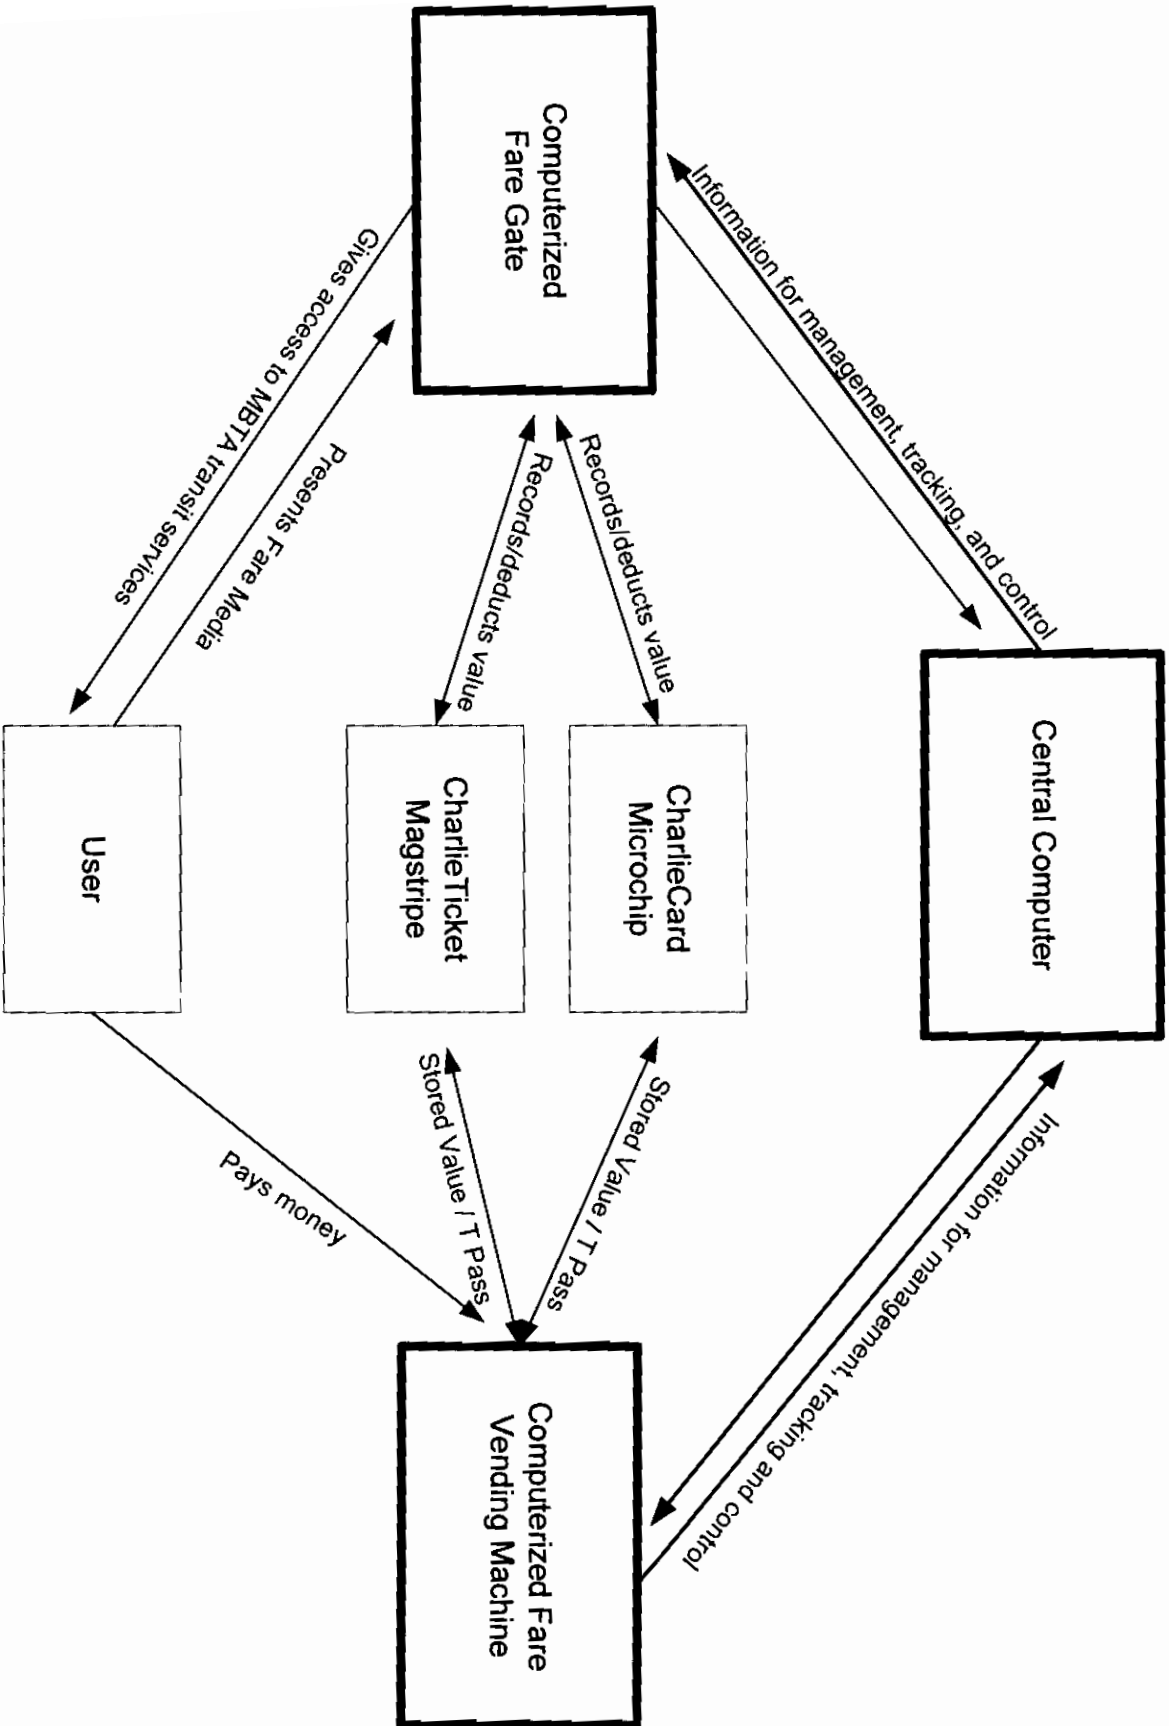 Central Computer
Information for management, tracking, and control
Information for management, tracking and control
Computerized
Fare Gate
Records/deducts value
Records/deducts value
CharlieCard
Microchip
CharlieTicket
Magstripe
Stored Value / T Pass
Stored Value / T Pass
Computerized Fare
Vending Machine
Gives access to MBTA transit services
Presents Fare Media
User
Pays money